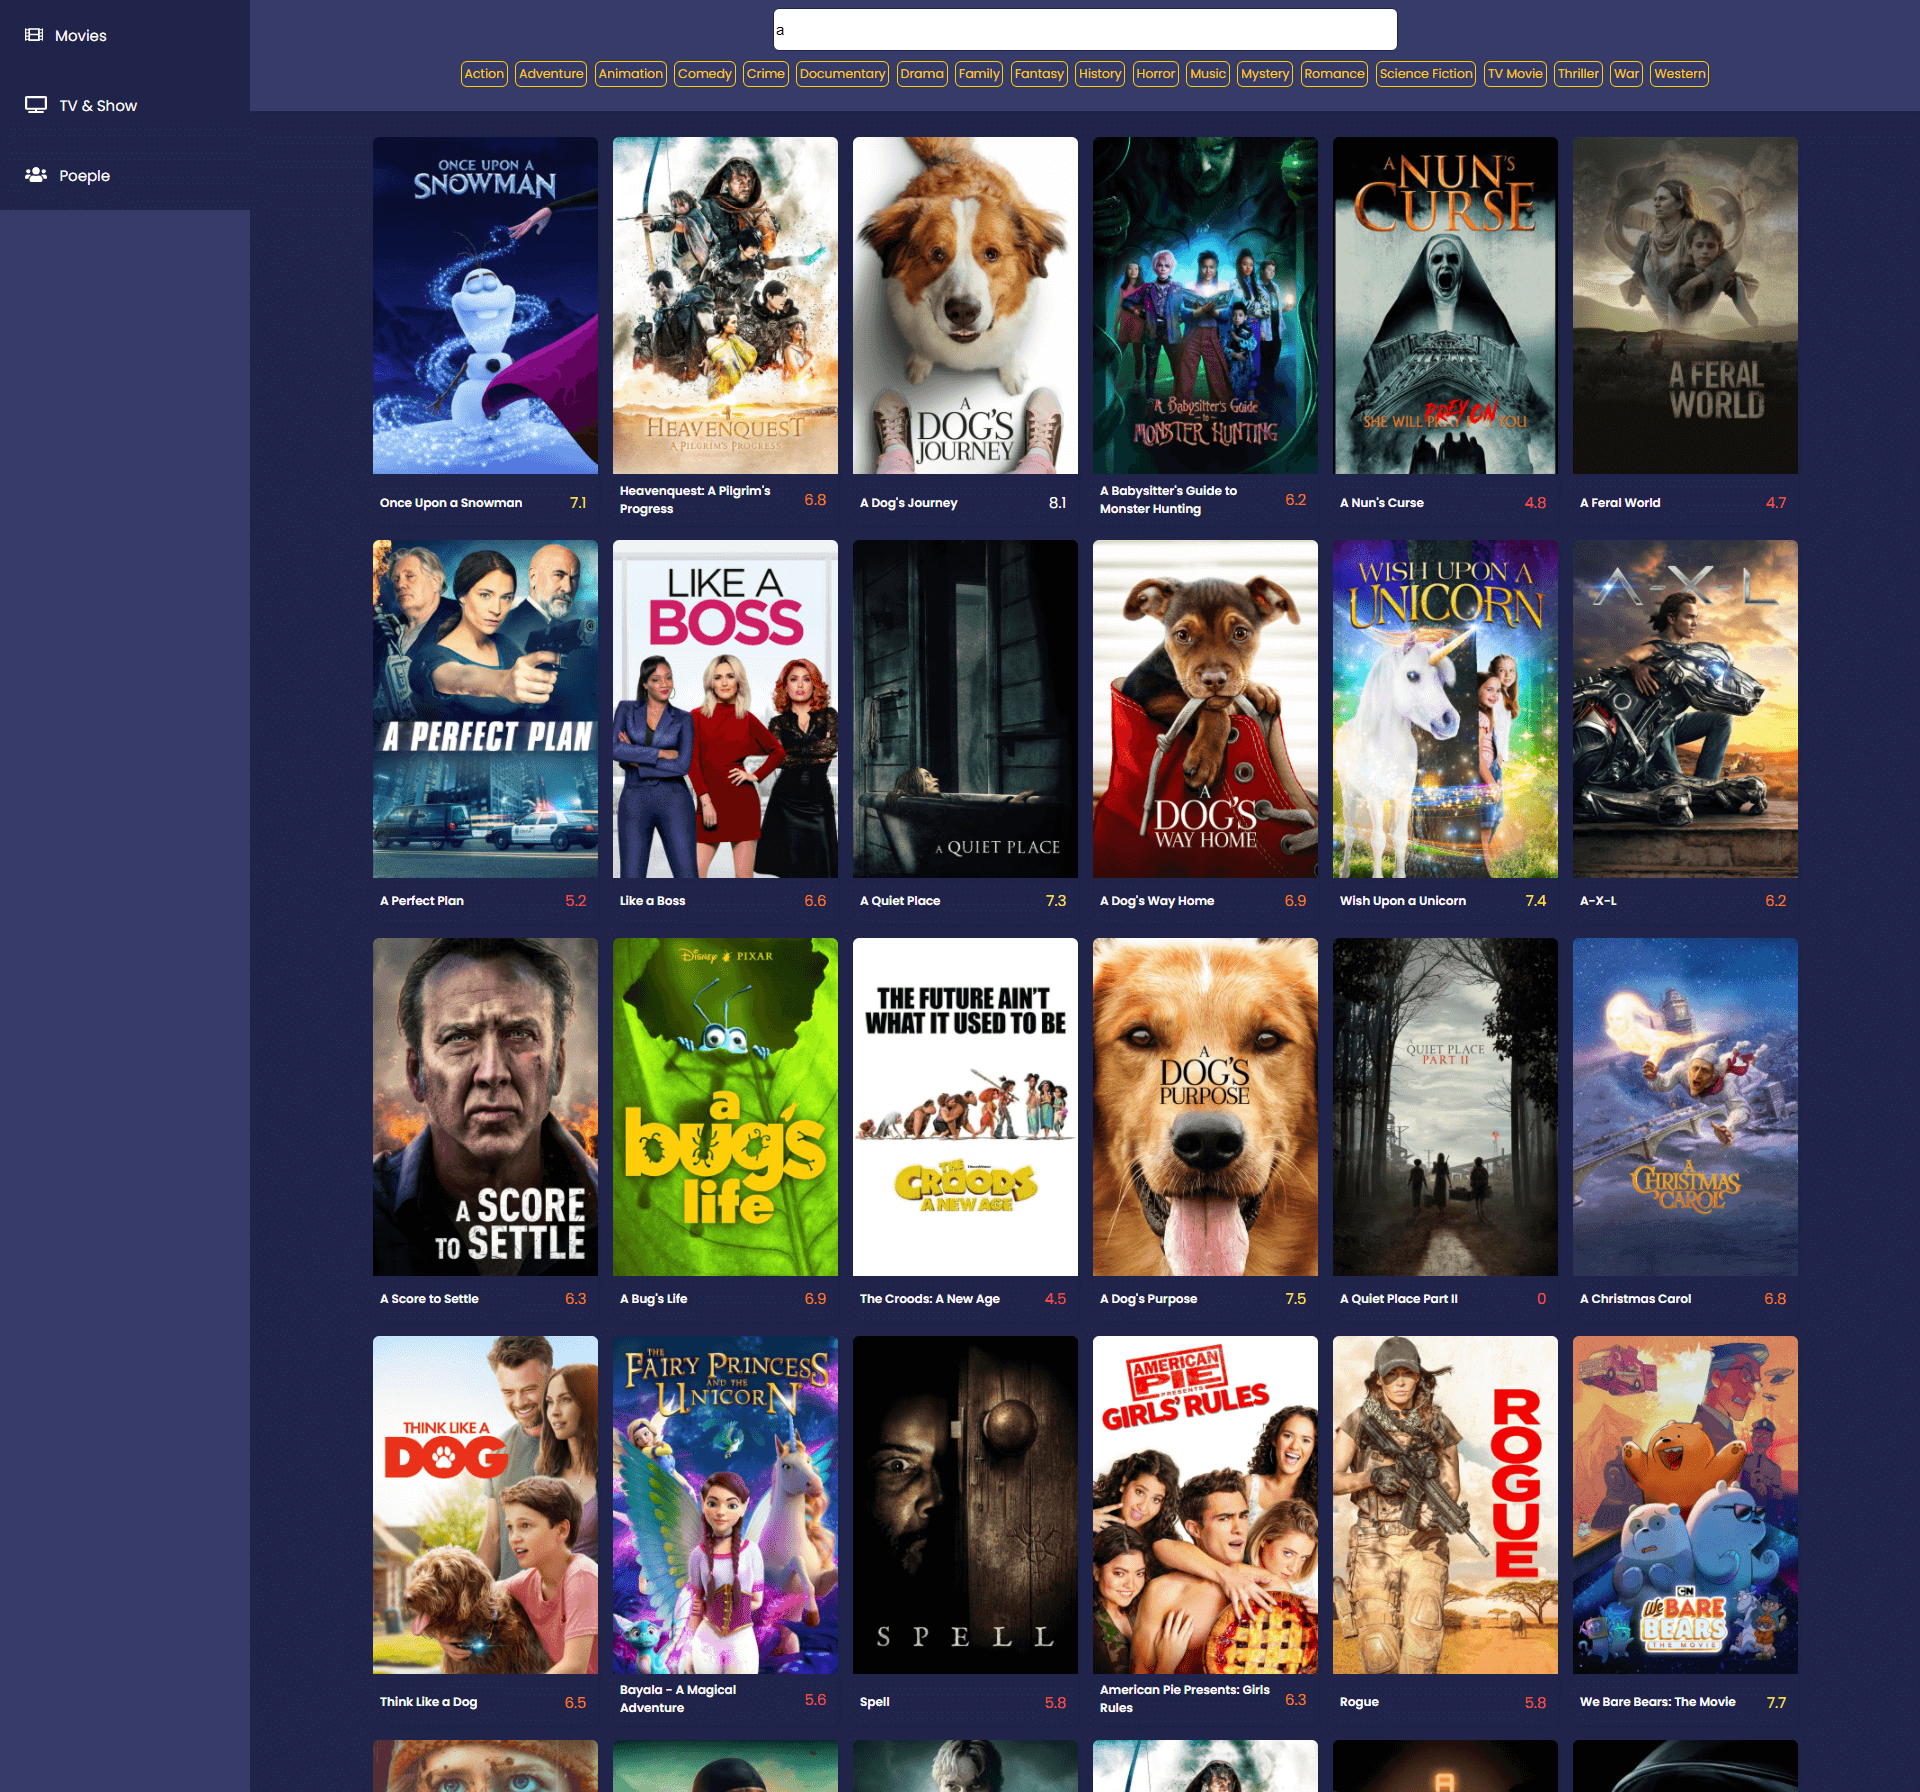 Movies
TV & Show
Poeple
a
Action Adventure Animation Comedy Crime Documentary Drama Family Fantasy History Horror Music Mystery Romance Science Fiction TV Movie Thriller War Western
ONCE UPON A
SNOWMAN
HEAVENQUEST
A PILGRIM'S PROGRESS
A
DOG'S
JOURNEY
A Babysitter's Guide
to
MONSTER HUNTING
A NUN'S
CURSE
SHE WILL PRAY PREY ON YOU
A FERAL
WORLD
Once Upon a Snowman 7.1
Heavenquest: A Pilgrim's
Progress 6.8
A Dog's Journey 8.1
A Babysitter's Guide to
Monster Hunting 6.2
A Nun's Curse 4.8
A Feral World 4.7
A PERFECT PLAN
LIKE A
BOSS
A QUIET PLACE
A
DOG'S
WAY HOME
WISH UPON A
UNICORN
A-X-L
A Perfect Plan 5.2
Like a Boss 6.6
A Quiet Place 7.3
A Dog's Way Home 6.9
Wish Upon a Unicorn 7.4
A-X-L 6.2
A SCORE
TO SETTLE
DISNEY PIXAR
a
bug's
life
THE FUTURE AIN'T
WHAT IT USED TO BE
THE
CROODS
A NEW AGE
A
DOG'S
PURPOSE
A
QUIET PLACE
PART II
A
CHRISTMAS
CAROL
A Score to Settle 6.3
A Bug's Life 6.9
The Croods: A New Age 4.5
A Dog's Purpose 7.5
A Quiet Place Part II 0
A Christmas Carol 6.8
THINK LIKE A
DOG
THE
FAIRY PRINCESS
AND THE
UNICORN
SPELL
AMERICAN
PIE
PRESENTS
GIRLS' RULES
ROGUE
CN
We BARE
BEARS
THE MOVIE
Think Like a Dog 6.5
Bayala - A Magical
Adventure 5.6
Spell 5.8
American Pie Presents: Girls
Rules 6.3
Rogue 5.8
We Bare Bears: The Movie 7.7